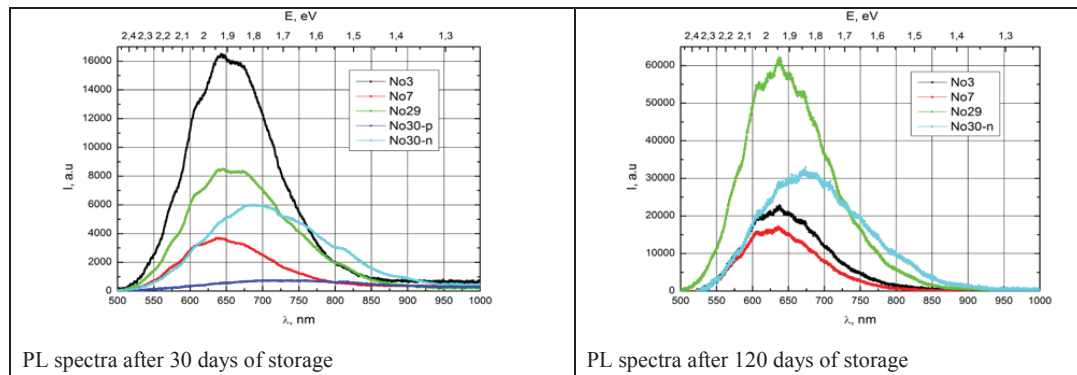 E, eV
2,4 2,3 2,2 2,1 2 1,9 1,8 1,7 1,6 1,5 1,4 1,3
16000
14000
12000
10000
8000
6000
4000
2000
0
I, a.u
No3
No7
No29
No30-p
No30-n
500 550 600 650 700 750 800 850 900 950 1000
λ, nm
PL spectra after 30 days of storage
E, eV
2,4 2,3 2,2 2,1 2 1,9 1,8 1,7 1,6 1,5 1,4 1,3
60000
50000
40000
30000
20000
10000
0
I, a.u
No3
No7
No29
No30-n
500 550 600 650 700 750 800 850 900 950 1000
λ, nm
PL spectra after 120 days of storage